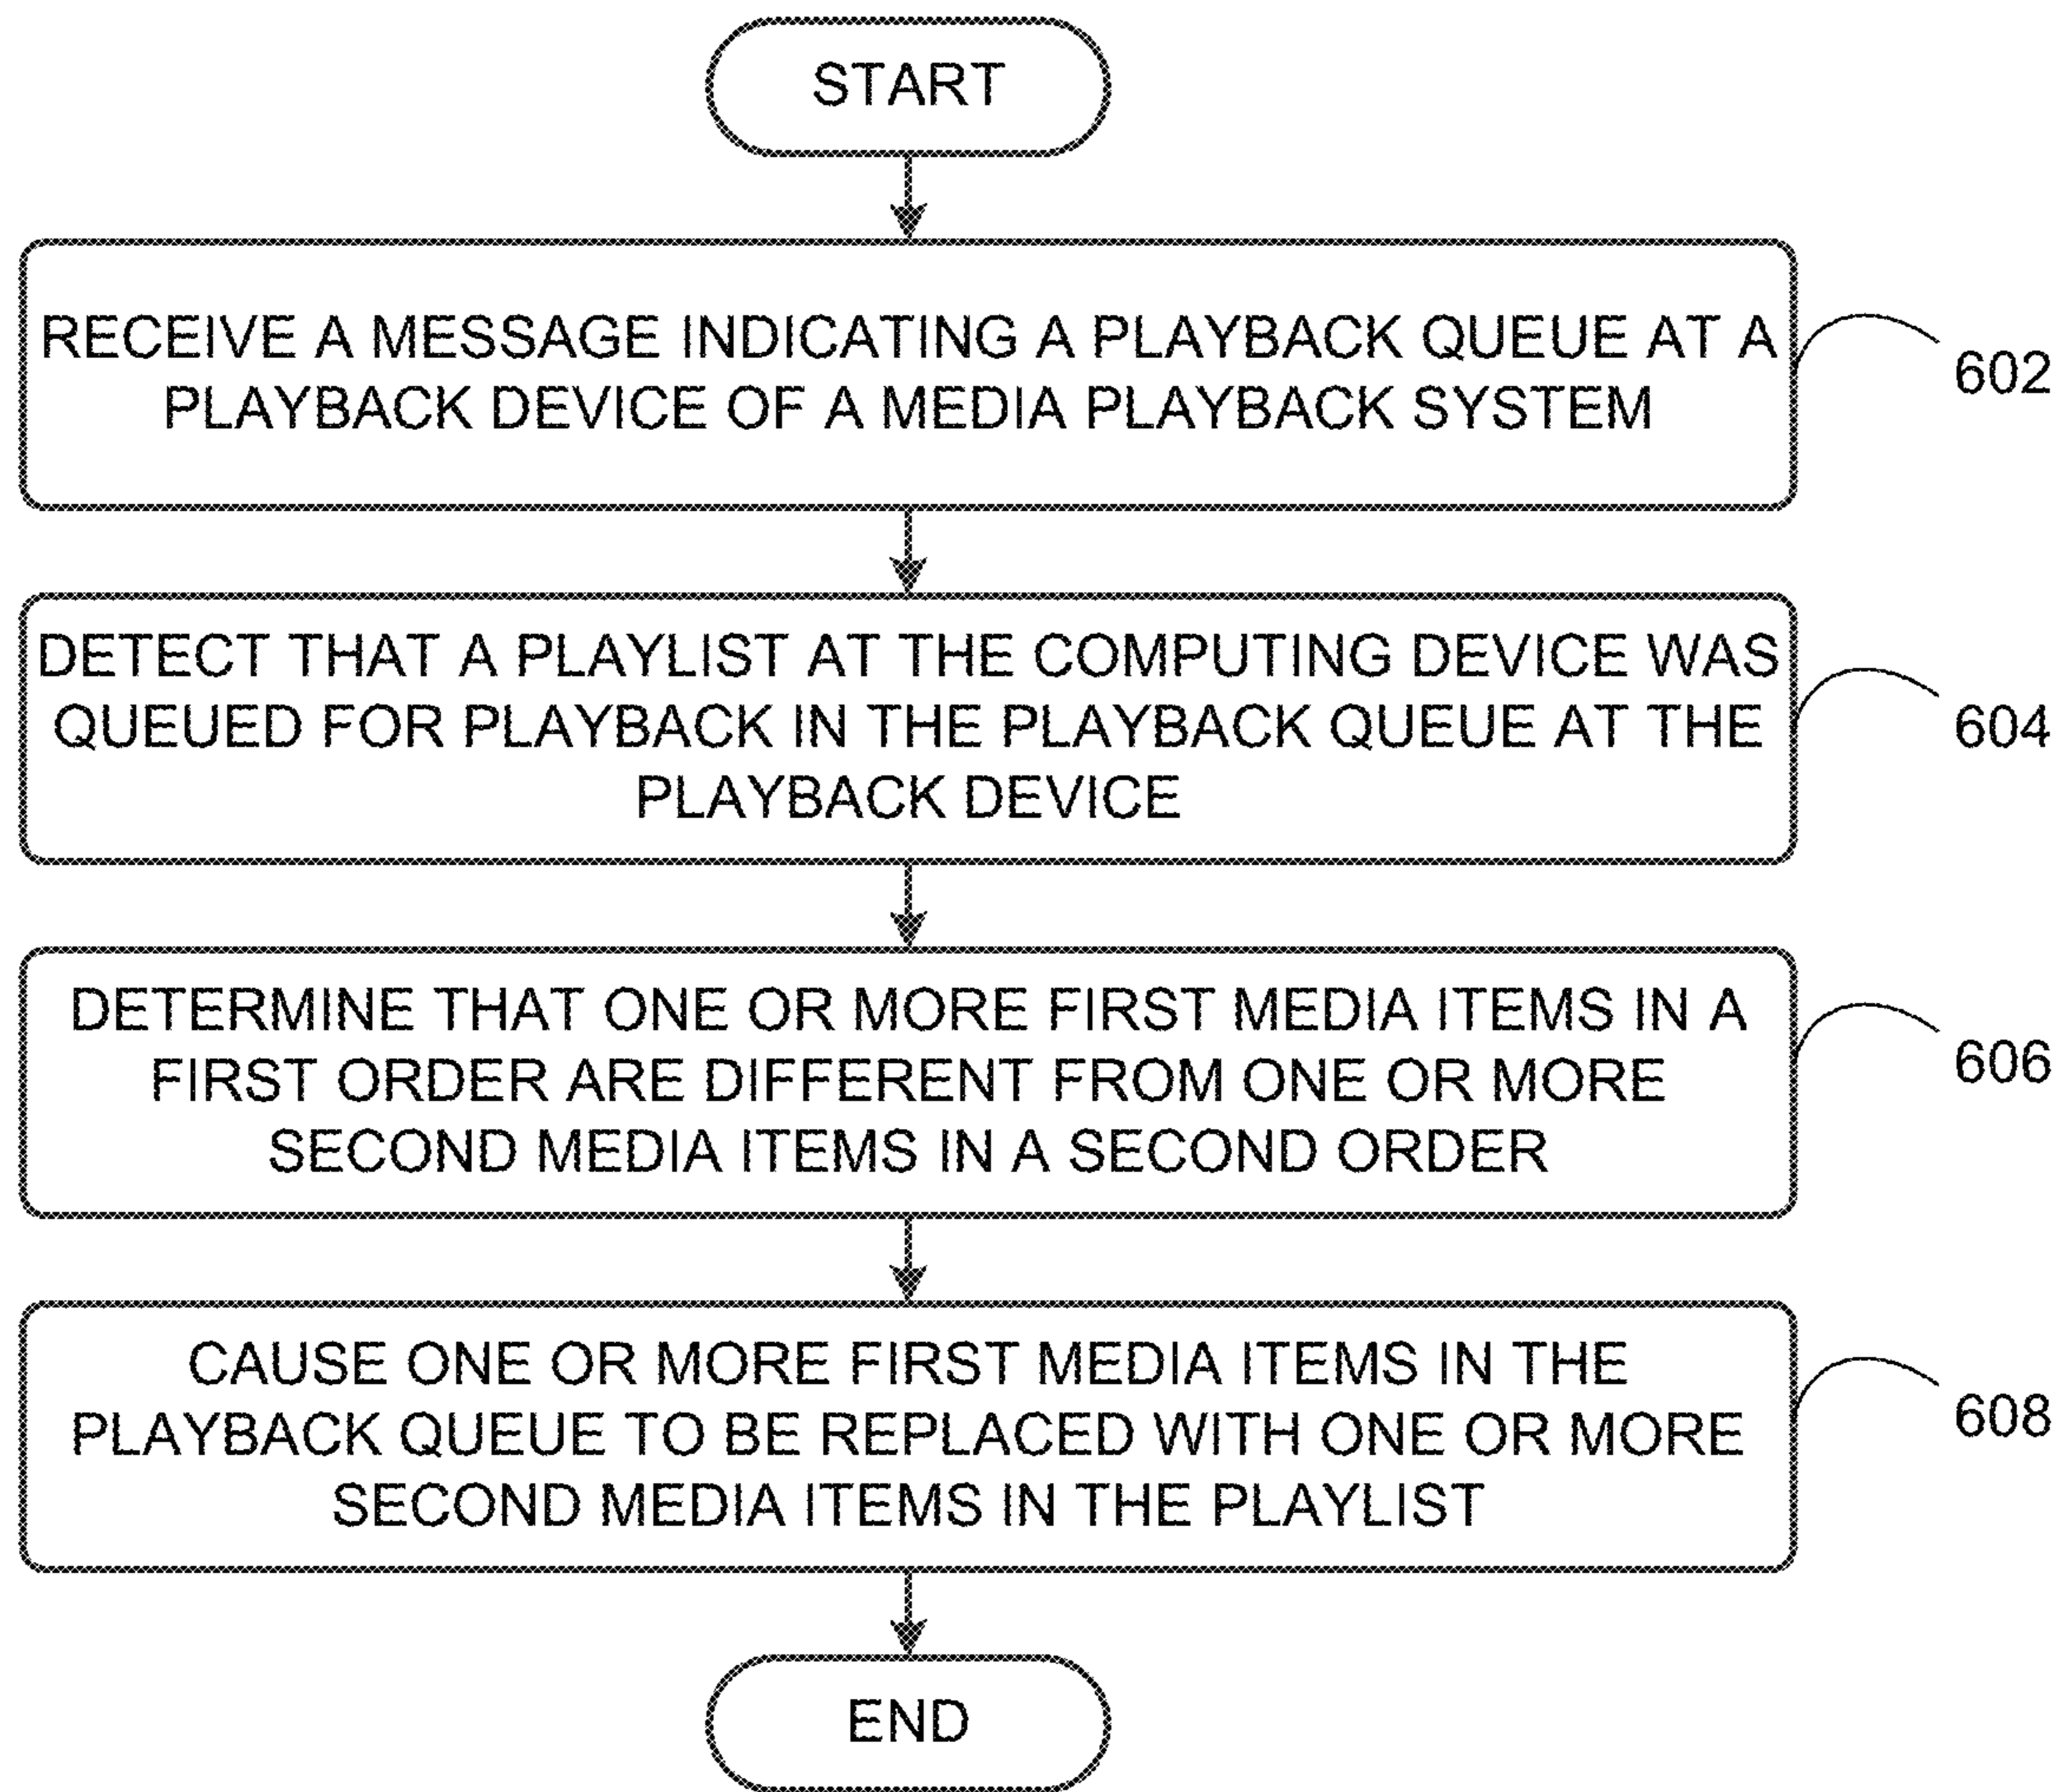 START
RECEIVE A MESSAGE INDICATING A PLAYBACK QUEUE AT A
PLAYBACK DEVICE OF A MEDIA PLAYBACK SYSTEM
602
DETECT THAT A PLAYLIST AT THE COMPUTING DEVICE WAS
QUEUED FOR PLAYBACK IN THE PLAYBACK QUEUE AT THE
PLAYBACK DEVICE
604
DETERMINE THAT ONE OR MORE FIRST MEDIA ITEMS IN A
FIRST ORDER ARE DIFFERENT FROM ONE OR MORE
SECOND MEDIA ITEMS IN A SECOND ORDER
606
CAUSE ONE OR MORE FIRST MEDIA ITEMS IN THE
PLAYBACK QUEUE TO BE REPLACED WITH ONE OR MORE
SECOND MEDIA ITEMS IN THE PLAYLIST
608
END